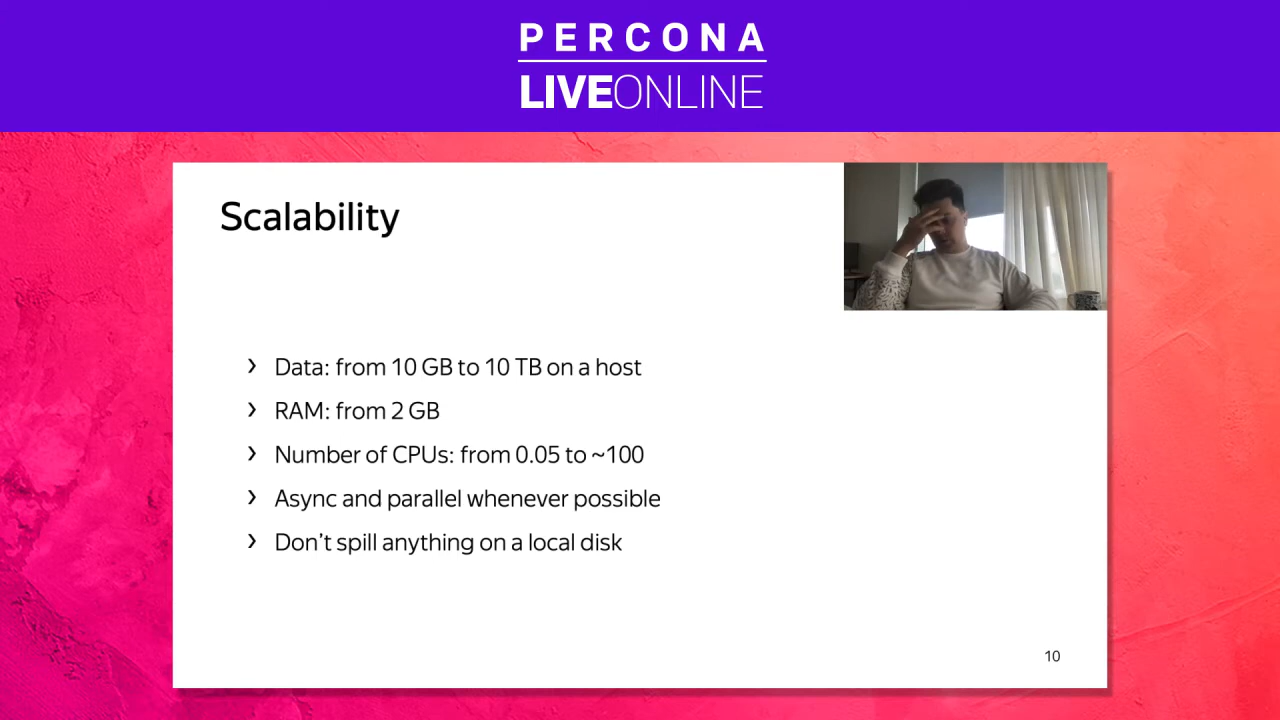 PERCONA
LIVEONLINE
Scalability
› Data: from 10 GB to 10 TB on a host
› RAM: from 2 GB
› Number of CPUs: from 0.05 to ~100
› Async and parallel whenever possible
› Don’t spill anything on a local disk
10